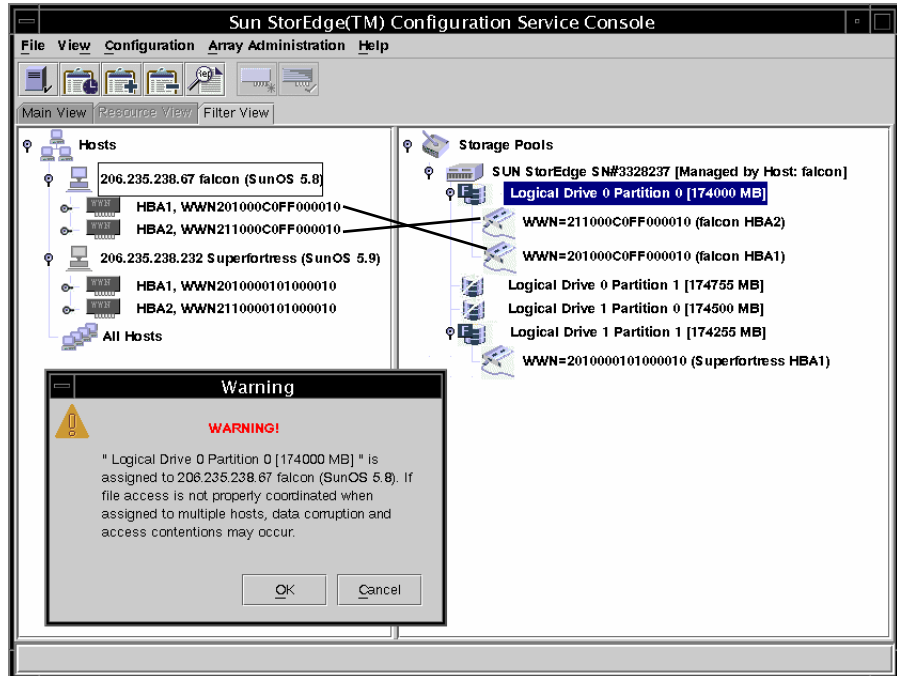 Sun StorEdge(TM) Configuration Service Console
File View Configuration Array Administration Help
Main View Resource View Filter View
Hosts
206.235.238.67 falcon (SunOS 5.8)
HBA1, WWN201000C0FF000010
HBA2, WWN211000C0FF000010
206.235.238.232 Superfortress (SunOS 5.9)
HBA1, WWN2010000101000010
HBA2, WWN2110000101000010
All Hosts
Storage Pools
SUN StorEdge SN#3328237 [Managed by Host: falcon]
Logical Drive 0 Partition 0 [174000 MB]
WWN=211000C0FF000010 (falcon HBA2)
WWN=201000C0FF000010 (falcon HBA1)
Logical Drive 0 Partition 1 [174755 MB]
Logical Drive 1 Partition 0 [174500 MB]
Logical Drive 1 Partition 1 [174255 MB]
WWN=2010000101000010 (Superfortress HBA1)
Warning
WARNING!
" Logical Drive 0 Partition 0 [174000 MB] " is
assigned to 206.235.238.67 falcon (SunOS 5.8). If
file access is not properly coordinated when
assigned to multiple hosts, data corruption and
access contentions may occur.
OK Cancel